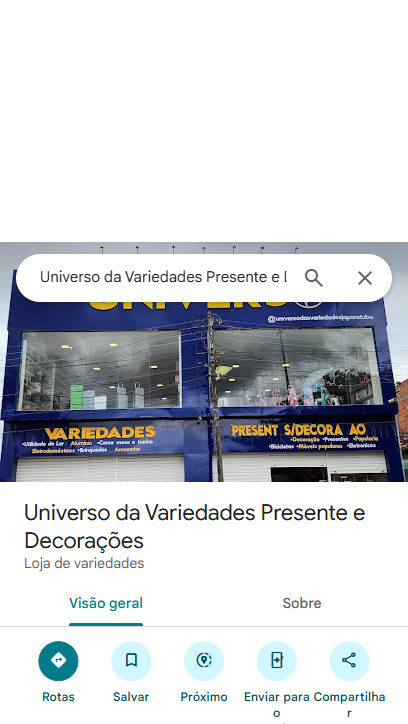 Universo da Variedades Presente e D
UNIVERSO
@universodasvariedadesjaparatuba
VARIEDADES
•Utilidade do Lar •Alumínio •Cama mesa e banho
Eletrodomésticos •Brinquedos Armarinho
PRESENT S/DECORA AO
•Decoração •Presentes •Papelaria
•Bicicletas •Móveis populares •Eletronicos
Universo da Variedades Presente e
Decorações
Loja de variedades
Visão geral
Sobre
Rotas
Salvar
Próximo
Enviar para
o
Compartilha
r